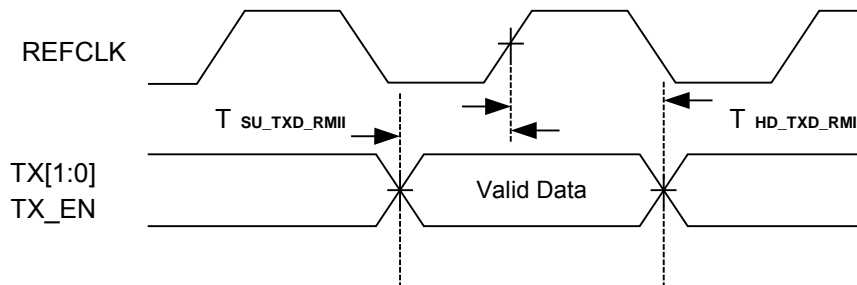 REFCLK
T SU_TXD_RMII
T HD_TXD_RMI
TX[1:0]
Valid Data
TX_EN